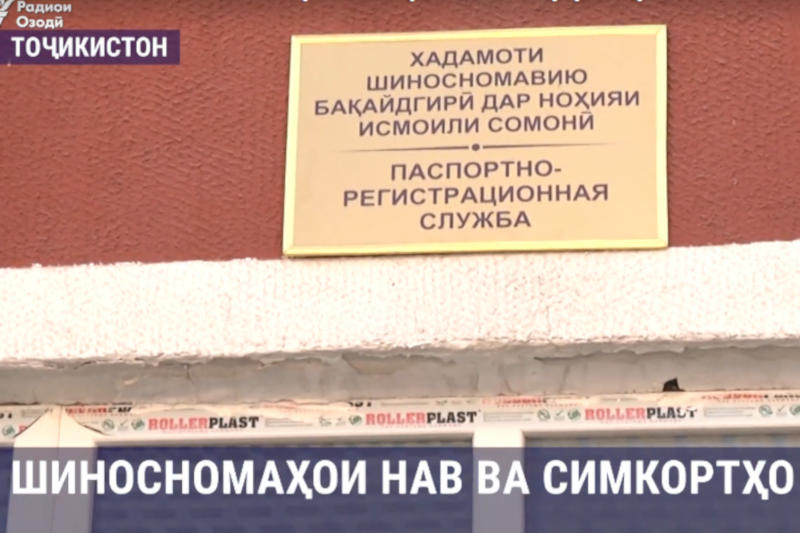 Радиои
Озодӣ
ТОҶИКИСТОН
ХАДАМОТИ
ШИНОСНОМАВИЮ
БАҚАЙДГИРӢ ДАР НОҲИЯИ
ИСМОИЛИ СОМОНӢ
ПАСПОРТНО-
РЕГИСТРАЦИОННАЯ
СЛУЖБА
ROLLERPLAST ROLLERPLAST ROLLERPLAST
ШИНОСНОМАҲОИ НАВ ВА СИМКОРТҲО